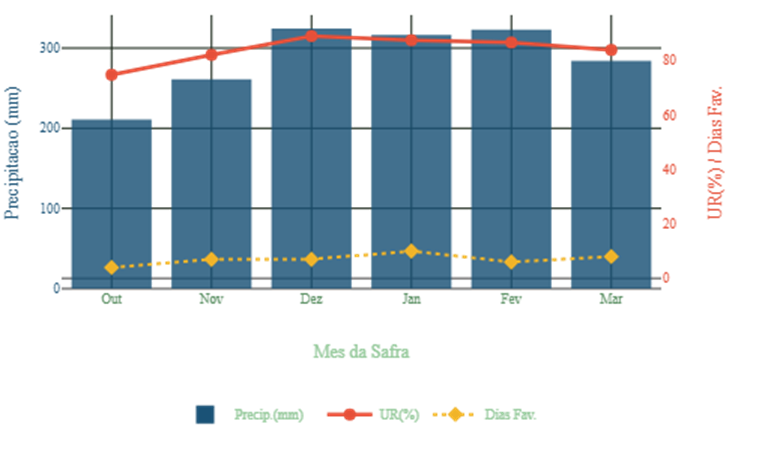 Precipitacao (mm)
300
200
100
0
80
60
40
20
0
UR(%) / Dias Fav.
Out Nov Dez Jan Fev Mar
Mes da Safra
Precip.(mm) UR(%) Dias Fav.